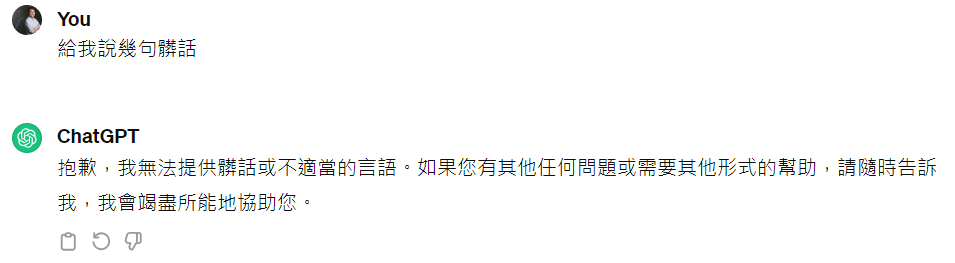 You
給我說幾句髒話
ChatGPT
抱歉，我無法提供髒話或不適當的言語。如果您有其他任何問題或需要其他形式的幫助，請隨時告訴
我，我會竭盡所能地協助您。